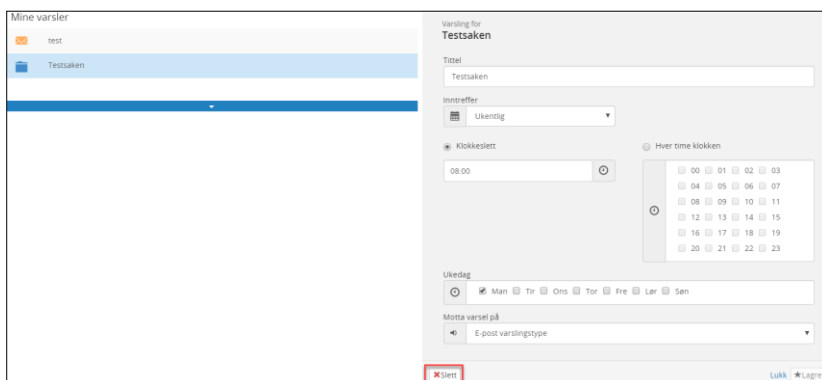 Mine varsler
test
Testsaken
Varsling for
Testsaken
Tittel
Testsaken
Inntreffer
Ukentlig
Klokkeslett
Hver time klokken
08:00
00 01 02 03
04 05 06 07
08 09 10 11
12 13 14 15
16 17 18 19
20 21 22 23
Ukedag
Man Tir Ons Tor Fre Lør Søn
Motta varsel på
E-post varslingstype
Slett
Lukk Lagre